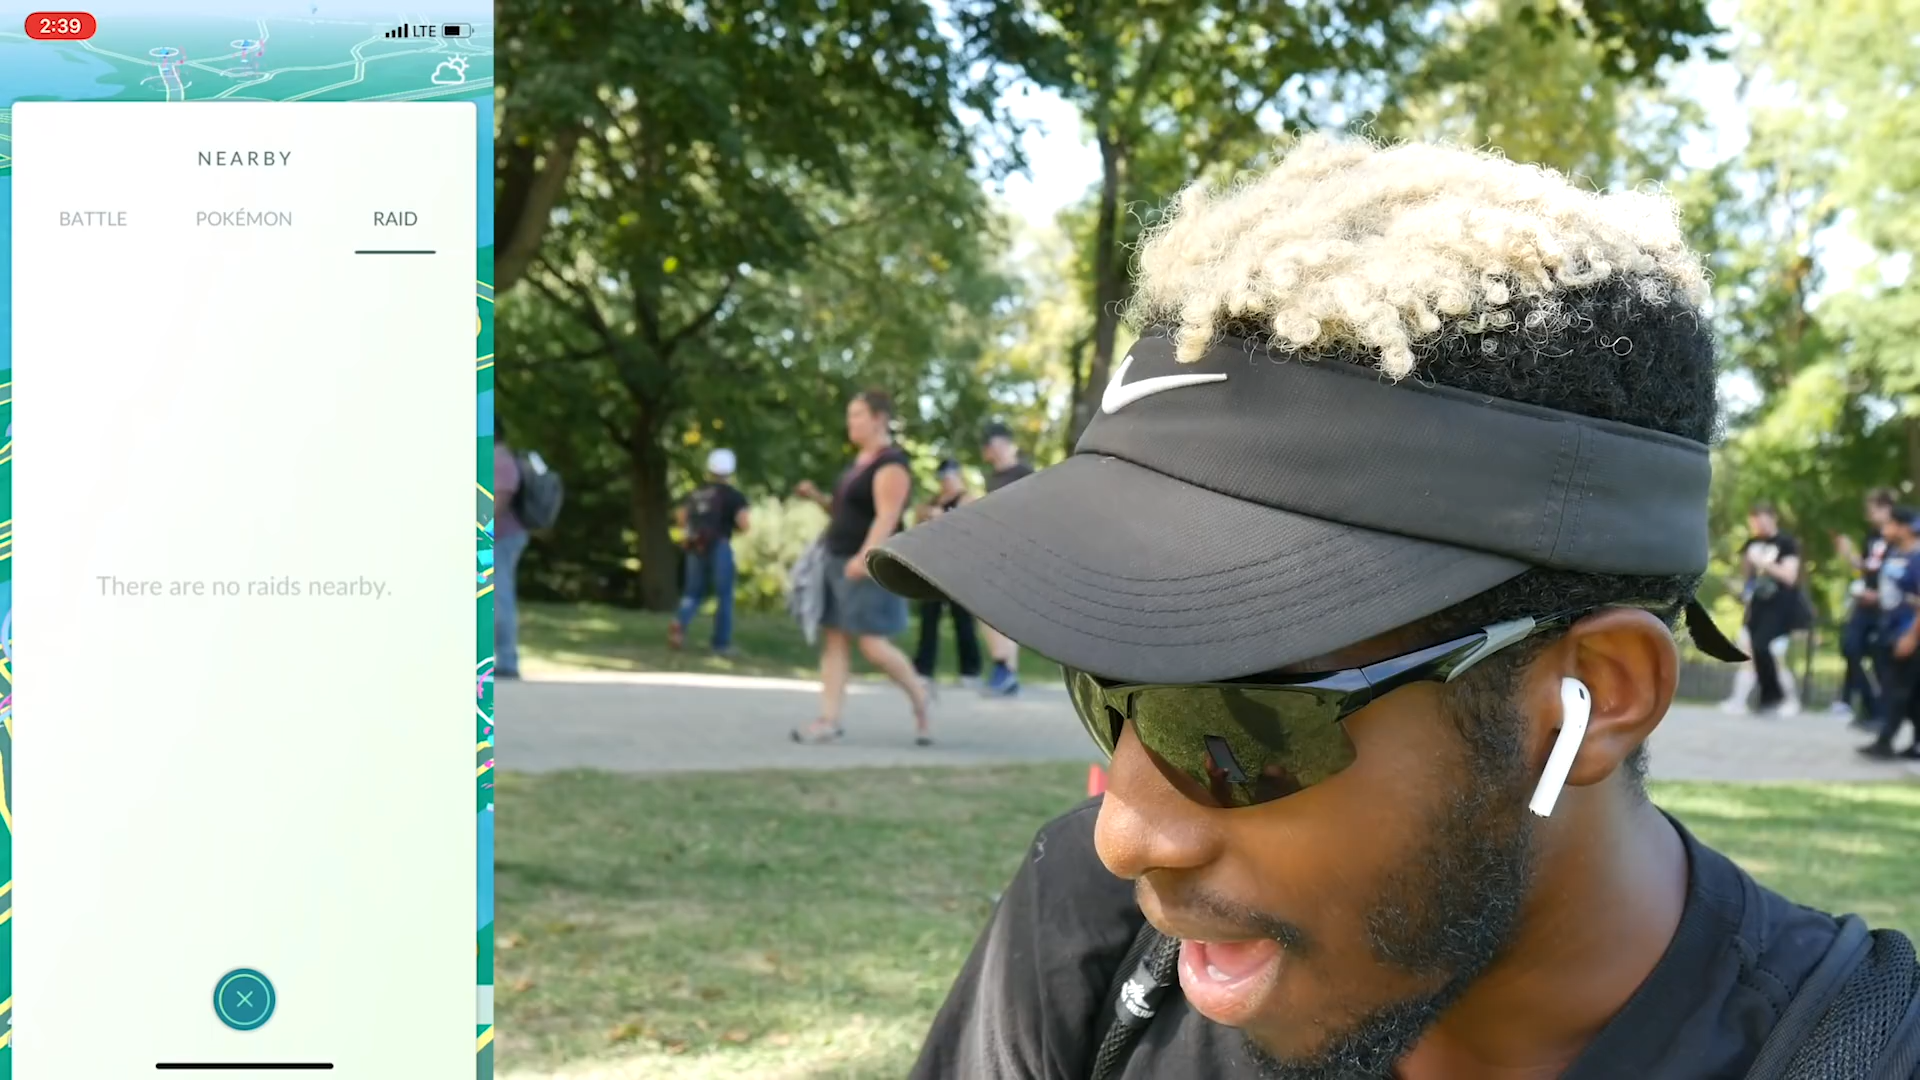 2:39
LTE
NEARBY
BATTLE
POKÉMON
RAID
There are no raids nearby.